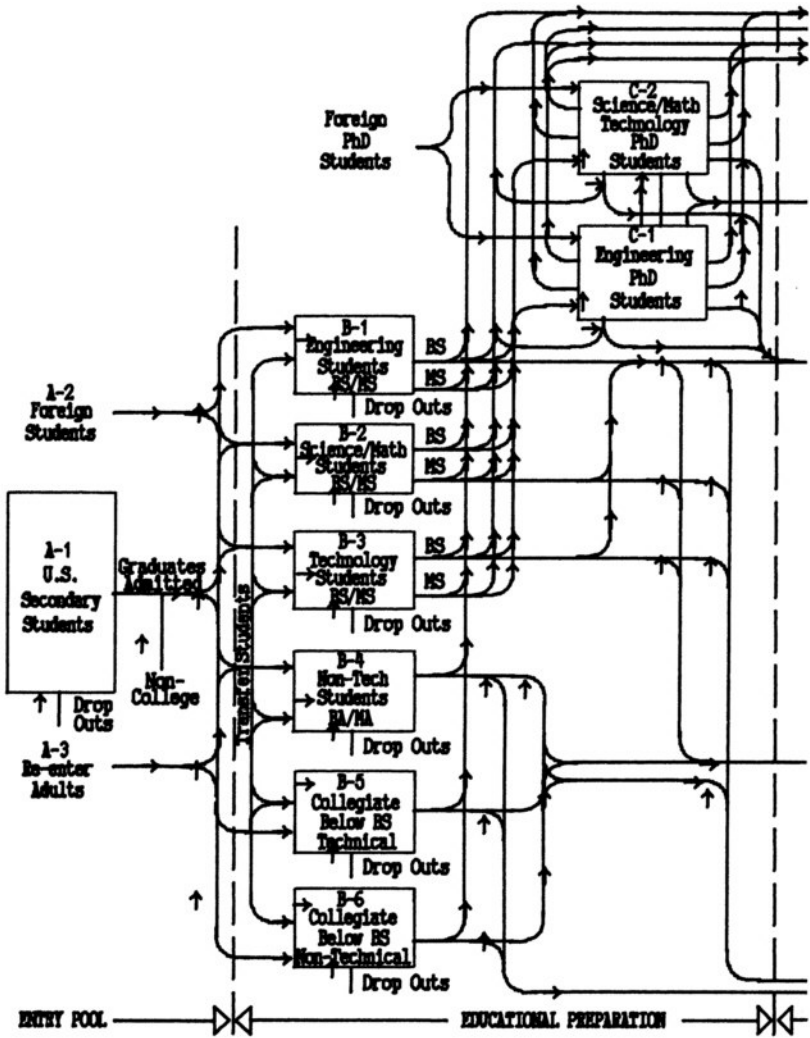 C-2
Science/Math
Technology
PhD
Students
Foreign
PhD
Students
C-1
Engineering
PhD
Students
B-1
Engineering
Students
BS/MS
BS
MS
Drop Outs
A-2
Foreign
Students
B-2
Science/Math
Students
BS/MS
BS
MS
Drop Outs
A-1
U.S.
Secondary
Students
Graduates
Admitted
Non-
College
Drop
Outs
Transfer Students
B-3
Technology
Students
BS/MS
BS
MS
Drop Outs
B-4
Non-Tech
Students
BA/MA
Drop Outs
A-3
Re-enter
Adults
B-5
Collegiate
Below BS
Technical
Drop Outs
B-6
Collegiate
Below BS
Non-Technical
Drop Outs
ENTRY POOL
EDUCATIONAL PREPARATION